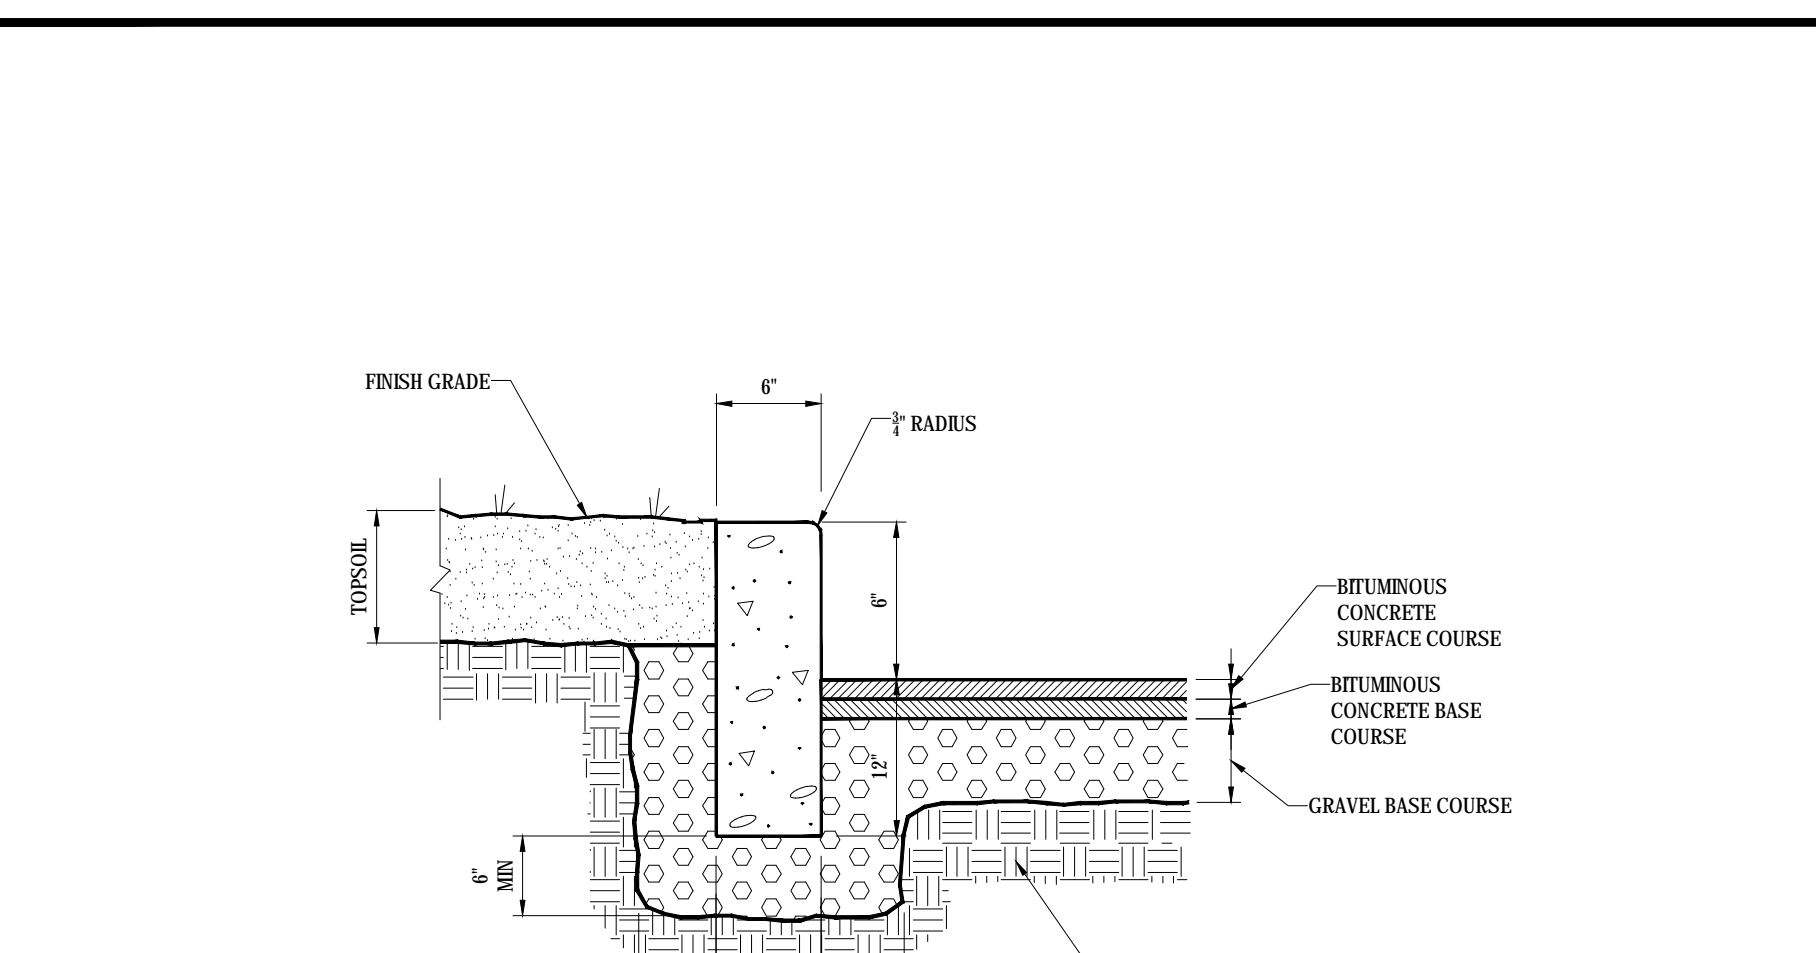 FINISH GRADE
6"
3/4" RADIUS
TOPSOIL
6"
BITUMINOUS
CONCRETE
SURFACE COURSE
BITUMINOUS
CONCRETE BASE
COURSE
12"
GRAVEL BASE COURSE
6"
MIN